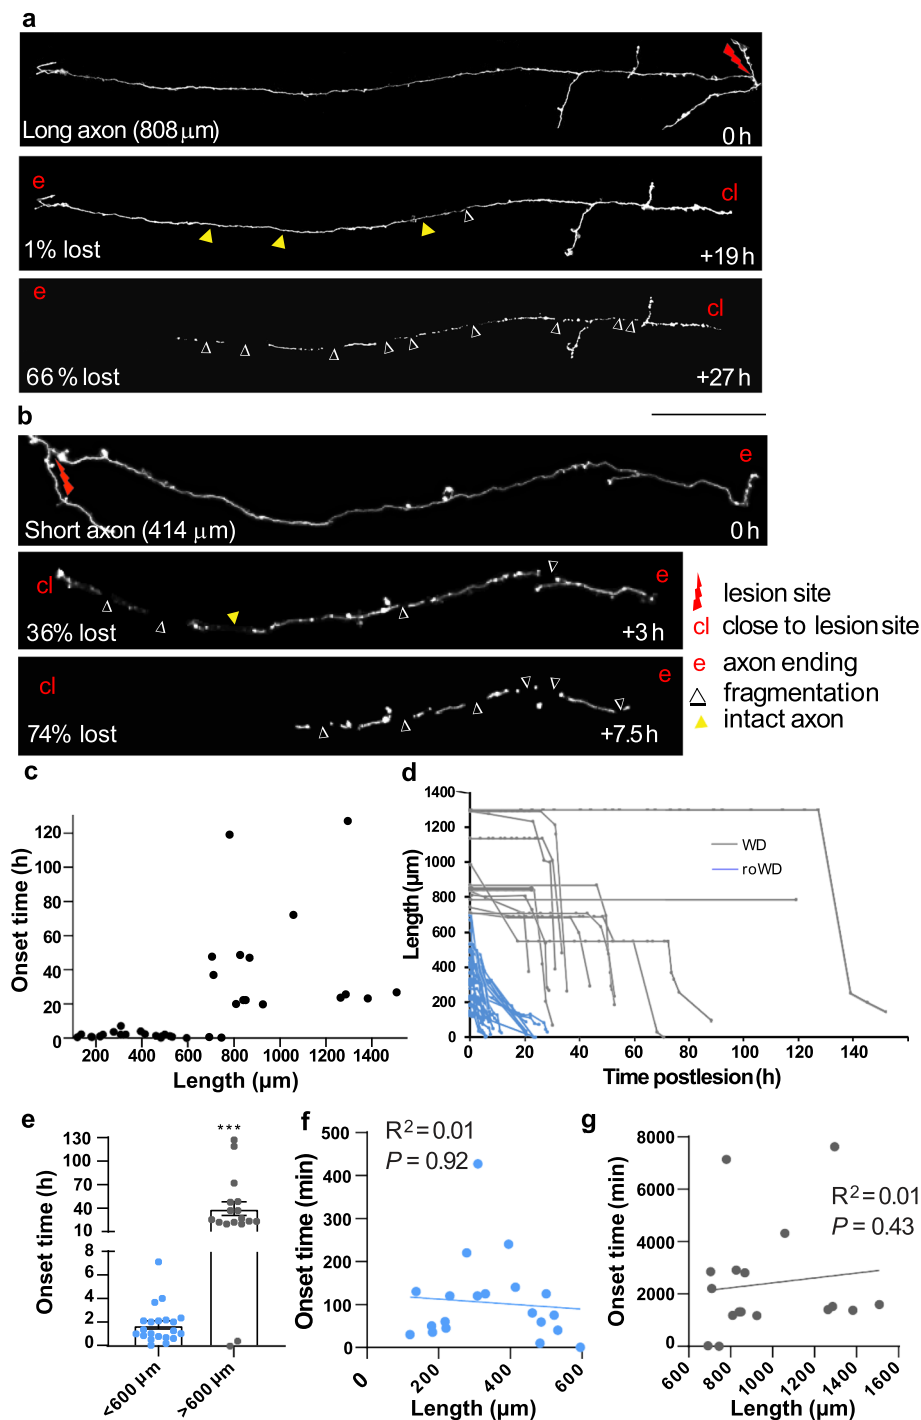 a
Long axon (808 µm)
0 h
e
cl
1% lost
+19 h
e
cl
66 % lost
+27 h
b
e
Short axon (414 µm)
0 h
cl
e
36% lost
+3 h
cl
e
74% lost
+7.5 h
lesion site
cl close to lesion site
e axon ending
fragmentation
intact axon
c
Onset time (h)
120
100
80
60
40
20
0
200 400 600 800 1000 1200 1400
Length (µm)
d
Length (µm)
1400
1200
1000
800
600
400
200
0
0 20 40 60 80 100 120 140
Time postlesion (h)
WD
roWD
e
Onset time (h)
130
100
70
40
10
8
6
4
2
0
***
<600 µm
>600 µm
f
R2 = 0.01
P = 0.92
Onset time (min)
500
400
300
200
100
0
0 200 400 600
Length (µm)
g
R2 = 0.01
P = 0.43
Onset time (min)
8000
6000
4000
2000
0
600 800 1000 1200 1400 1600
Length (µm)